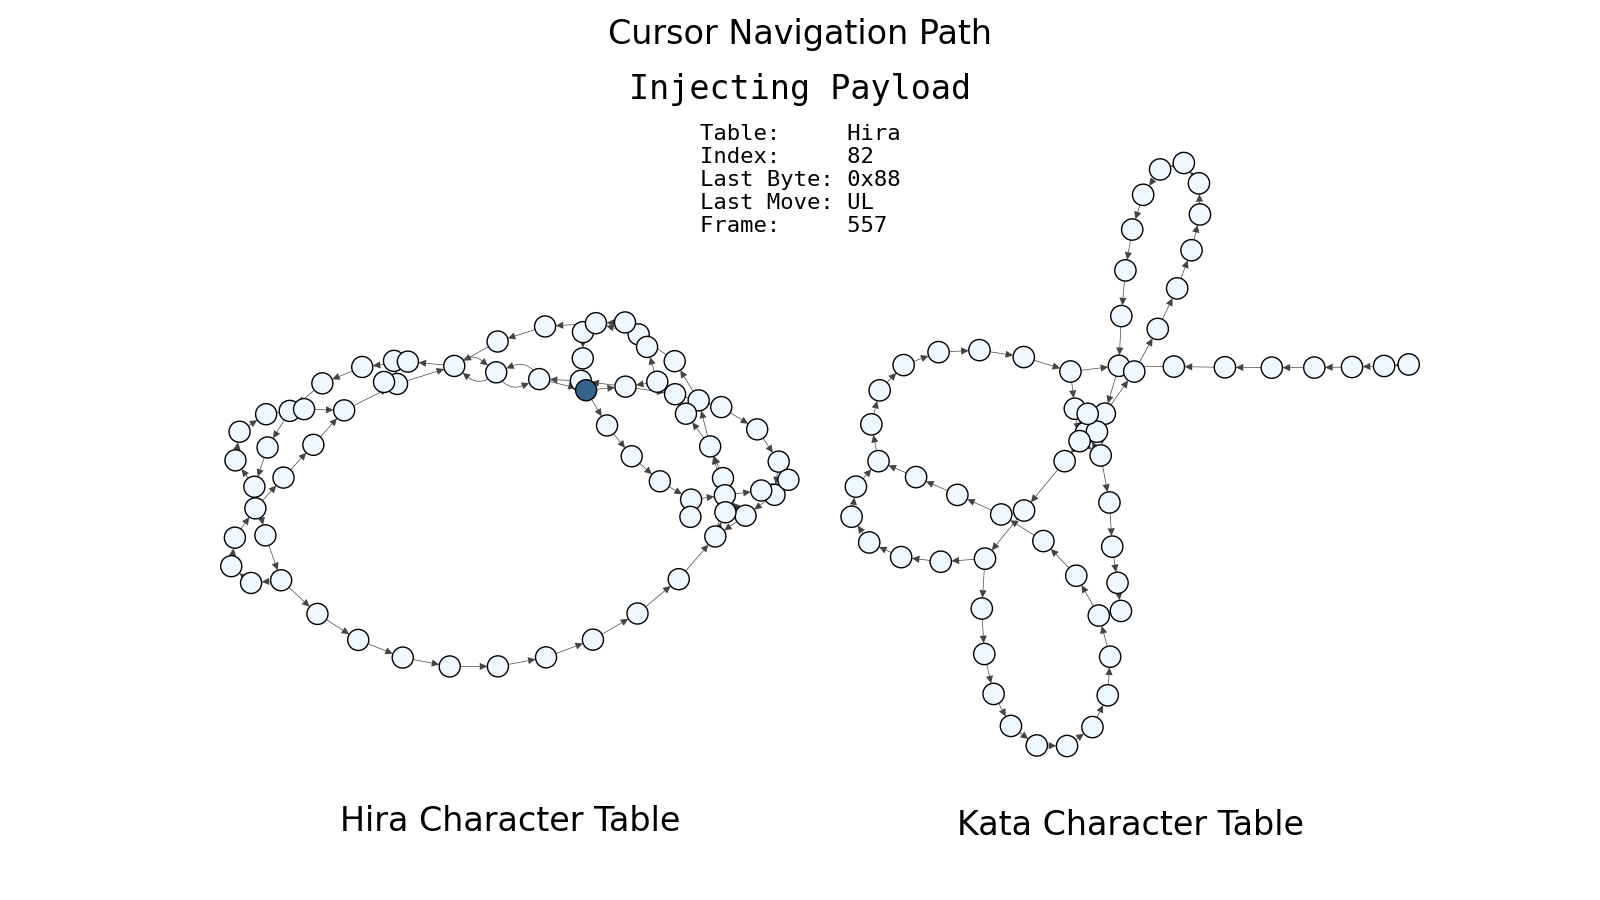 Cursor Navigation Path
Injecting Payload
Table: Hira
Index: 82
Last Byte: 0x88
Last Move: UL
Frame: 557
Hira Character Table
Kata Character Table